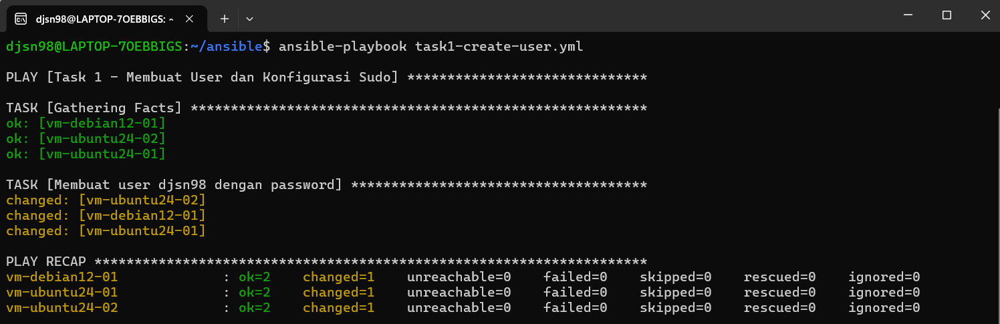 djsn98@LAPTOP-7OEBBIGS: ~
djsn98@LAPTOP-7OEBBIGS:~/ansible$ ansible-playbook task1-create-user.yml
PLAY [Task 1 - Membuat User dan Konfigurasi Sudo] ******************************
TASK [Gathering Facts] *********************************************************
ok: [vm-debian12-01]
ok: [vm-ubuntu24-02]
ok: [vm-ubuntu24-01]
TASK [Membuat user djsn98 dengan password] *************************************
changed: [vm-ubuntu24-02]
changed: [vm-debian12-01]
changed: [vm-ubuntu24-01]
PLAY RECAP *********************************************************************
vm-debian12-01             : ok=2    changed=1    unreachable=0    failed=0    skipped=0    rescued=0    ignored=0
vm-ubuntu24-01             : ok=2    changed=1    unreachable=0    failed=0    skipped=0    rescued=0    ignored=0
vm-ubuntu24-02             : ok=2    changed=1    unreachable=0    failed=0    skipped=0    rescued=0    ignored=0